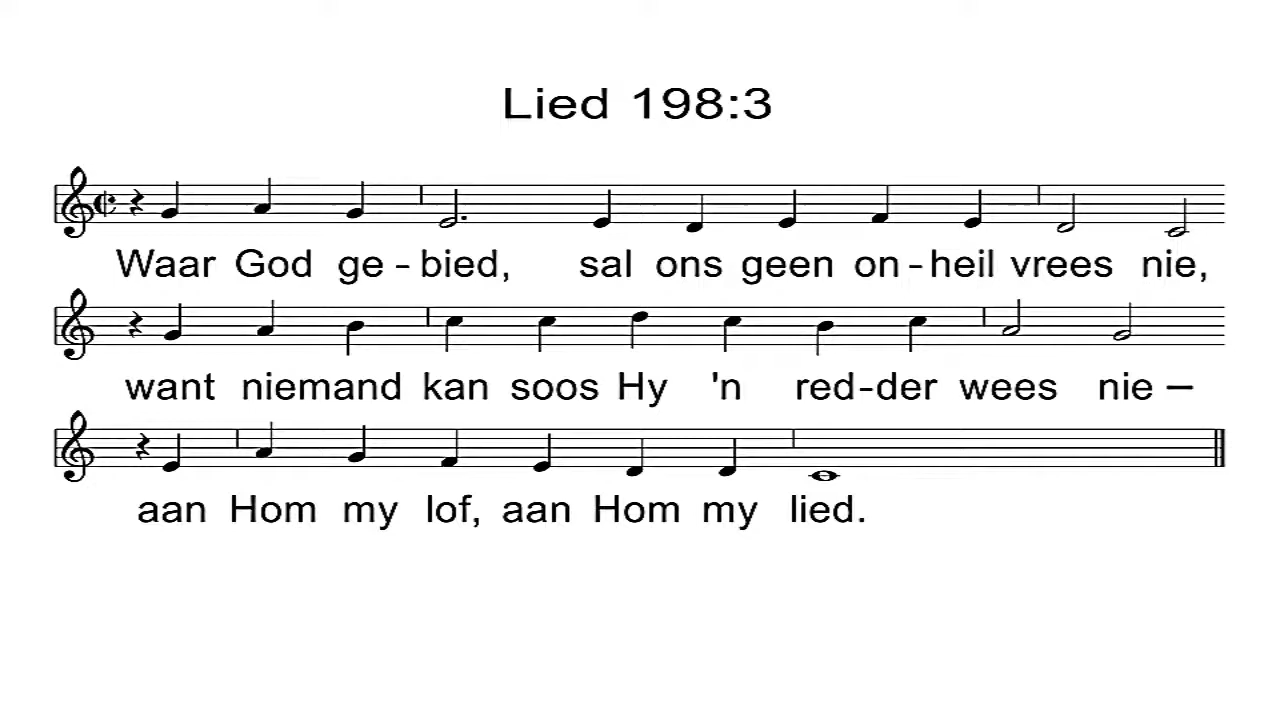 Lied 198:3
Waar God ge-bied, sal ons geen on-heil vrees nie,
want niemand kan soos Hy 'n red-der wees nie –
aan Hom my lof, aan Hom my lied.